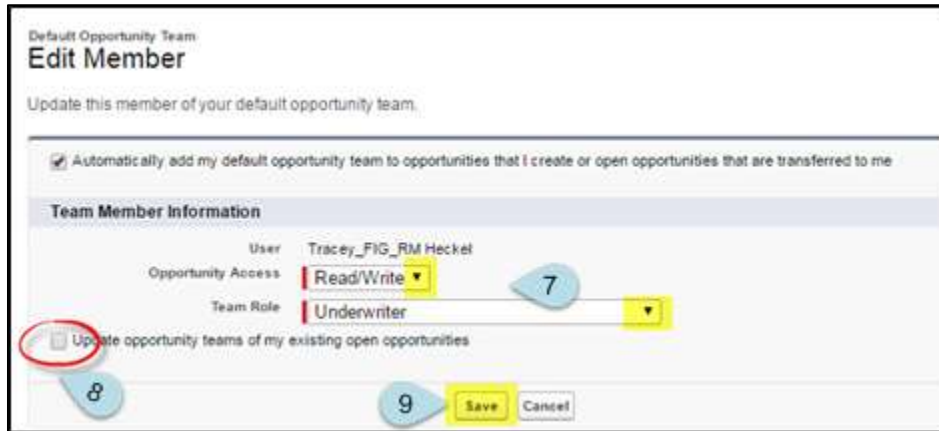 Default Opportunity Team
Edit Member
Update this member of your default opportunity team.
Automatically add my default opportunity team to opportunities that I create or open opportunities that are transferred to me
Team Member Information
User Tracey_FIG_RM Heckel
Opportunity Access Read/Write
7
Team Role Underwriter
Update opportunity teams of my existing open opportunities
8
9 Save Cancel